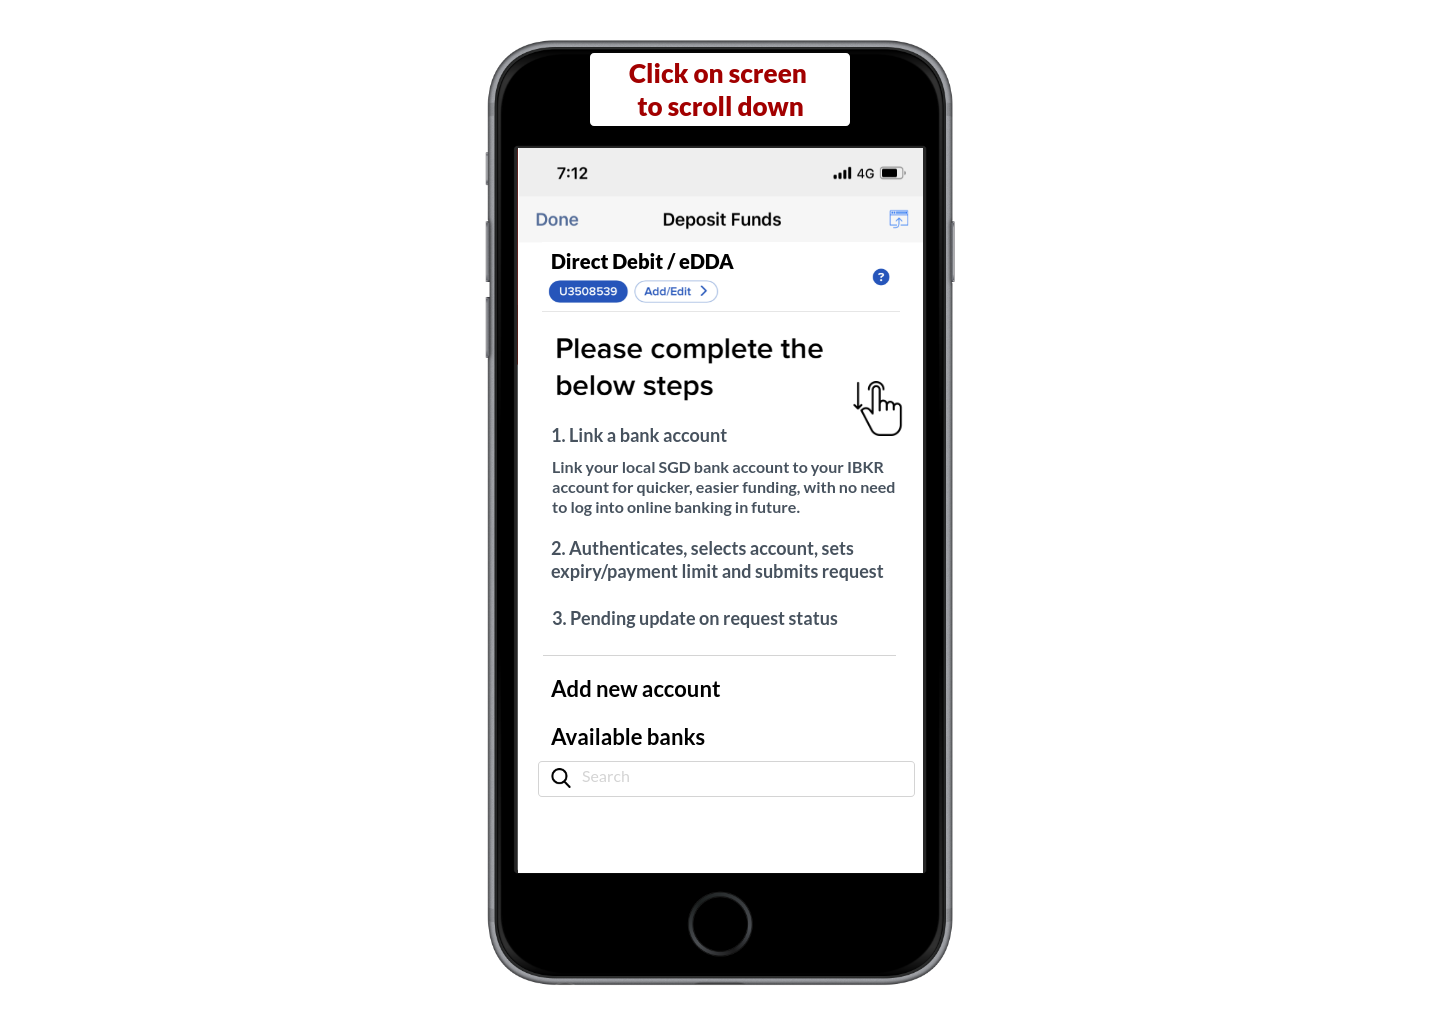 Click on screen
to scroll down
7:12
4G
Done
Deposit Funds
Direct Debit / eDDA
?
U3508539
Add/Edit >
Please complete the
below steps
1. Link a bank account
Link your local SGD bank account to your IBKR
account for quicker, easier funding, with no need
to log into online banking in future.
2. Authenticates, selects account, sets
expiry/payment limit and submits request
3. Pending update on request status
Add new account
Available banks
Search